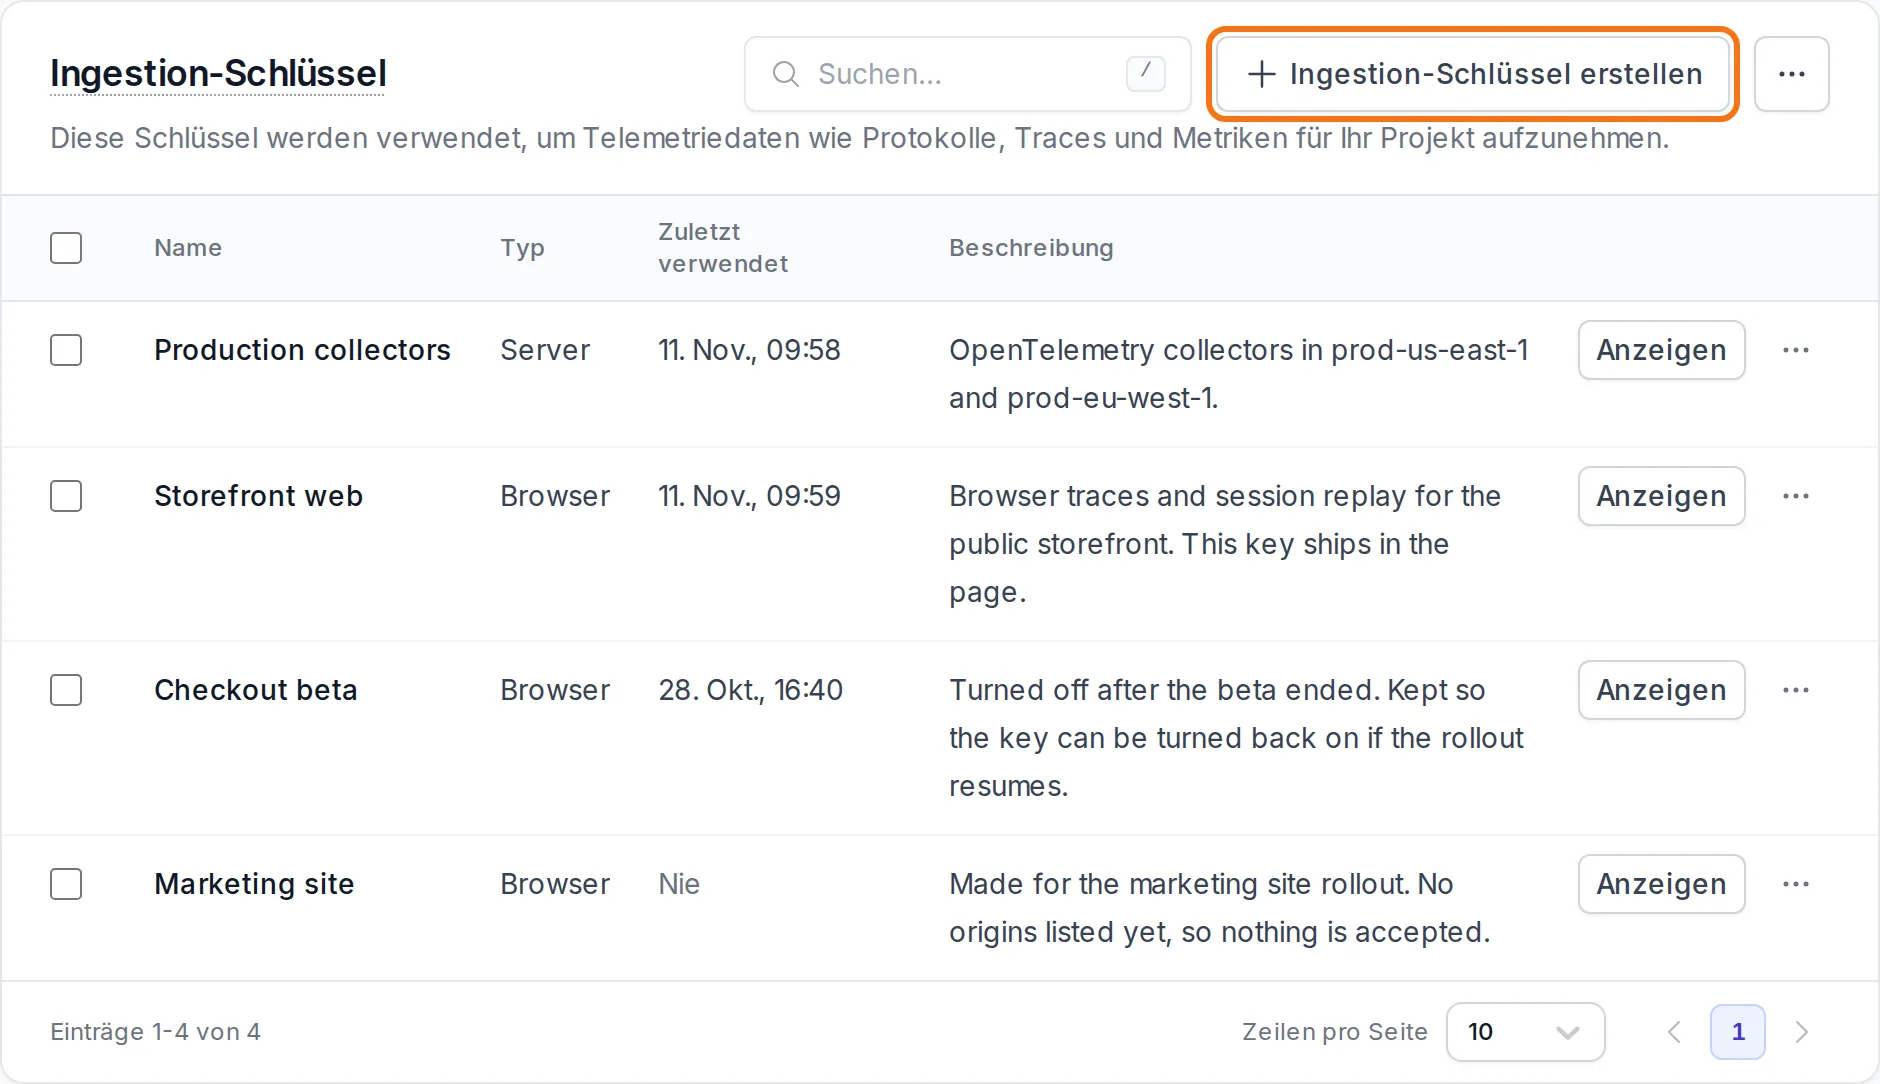 Ingestion-Schlüssel
Suchen...
/
Ingestion-Schlüssel erstellen
Diese Schlüssel werden verwendet, um Telemetriedaten wie Protokolle, Traces und Metriken für Ihr Projekt aufzunehmen.
Name
Typ
Zuletzt
verwendet
Beschreibung
Production collectors
Server
11. Nov., 09:58
OpenTelemetry collectors in prod-us-east-1
and prod-eu-west-1.
Anzeigen
Storefront web
Browser
11. Nov., 09:59
Browser traces and session replay for the
public storefront. This key ships in the
page.
Anzeigen
Checkout beta
Browser
28. Okt., 16:40
Turned off after the beta ended. Kept so
the key can be turned back on if the rollout
resumes.
Anzeigen
Marketing site
Browser
Nie
Made for the marketing site rollout. No
origins listed yet, so nothing is accepted.
Anzeigen
Einträge 1-4 von 4
Zeilen pro Seite
10
1